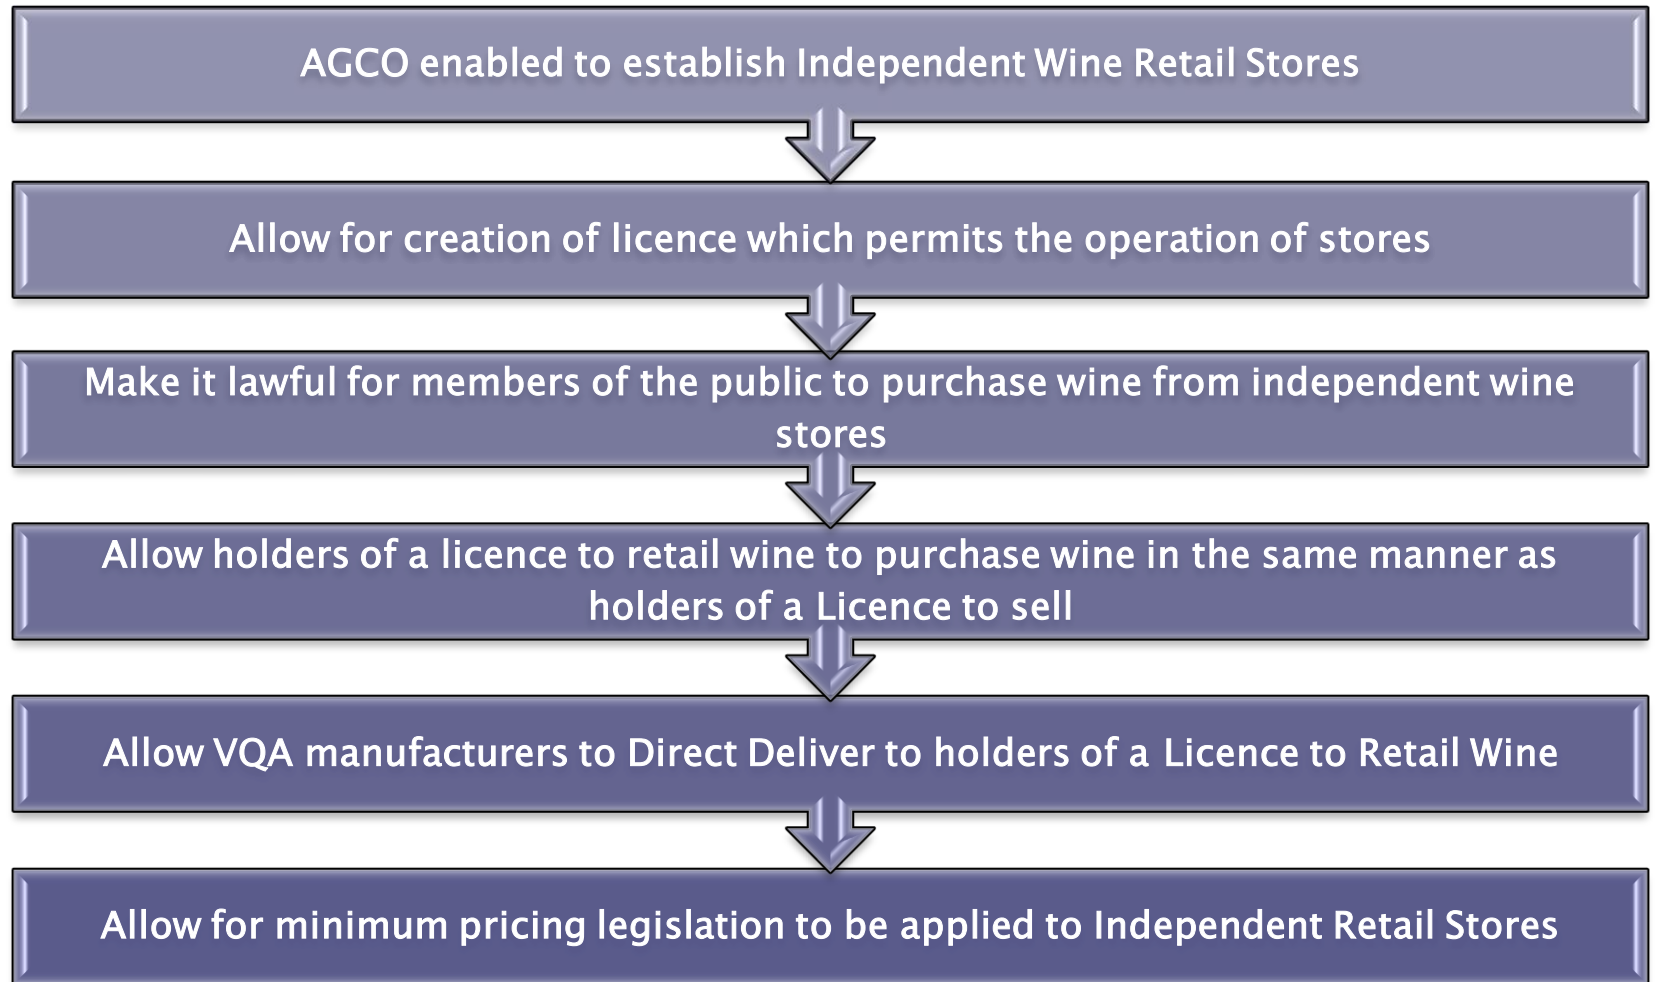 AGCO enabled to establish Independent Wine Retail Stores
Allow for creation of licence which permits the operation of stores
Make it lawful for members of the public to purchase wine from independent wine
stores
Allow holders of a licence to retail wine to purchase wine in the same manner as
holders of a Licence to sell
Allow VQA manufacturers to Direct Deliver to holders of a Licence to Retail Wine
Allow for minimum pricing legislation to be applied to Independent Retail Stores